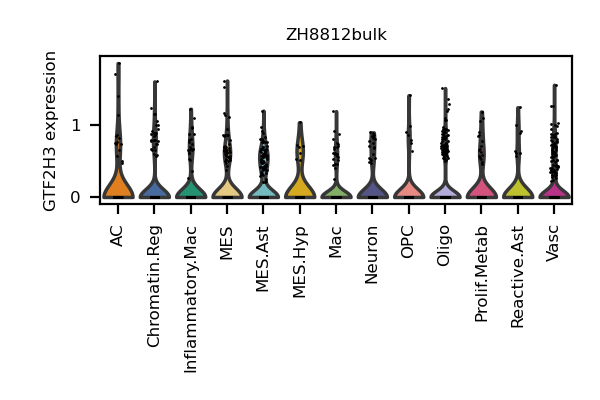 ZH8812bulk
GTF2H3 expression
1
0
AC
Chromatin.Reg
Inflammatory.Mac
MES
MES.Ast
MES.Hyp
Mac
Neuron
OPC
Oligo
Prolif.Metab
Reactive.Ast
Vasc